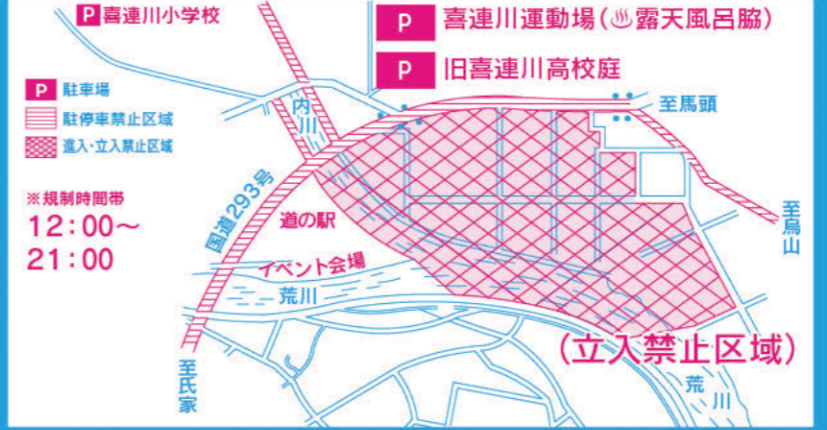 P 喜連川小学校
P 喜連川運動場(♨露天風呂脇)
P 旧喜連川高校庭
P 駐車場
駐停車禁止区域
進入・立入禁止区域
※規制時間帯
12:00〜
21:00
内川
至馬頭
国道293号
道の駅
至烏山
イベント会場
荒川
(立入禁止区域)
至氏家
荒川